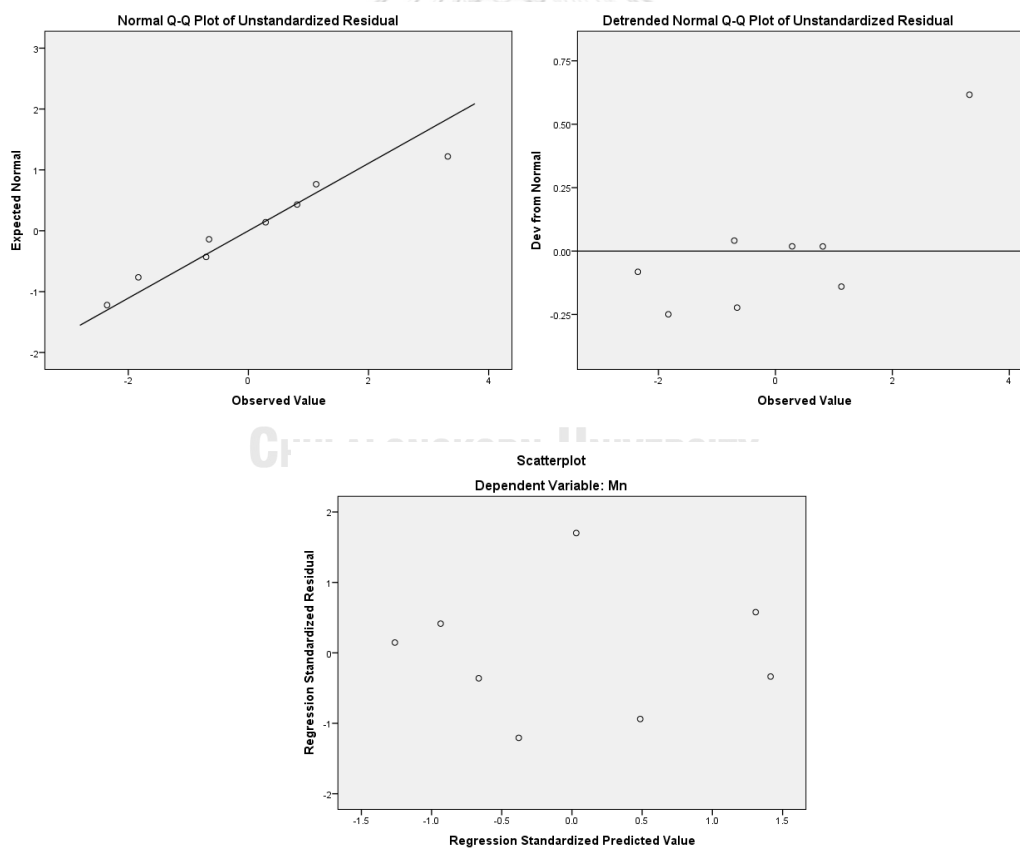 Normal Q-Q Plot of Unstandardized Residual
Expected Normal
3
2
1
0
-1
-2
-2 0 2 4
Observed Value
Detrended Normal Q-Q Plot of Unstandardized Residual
Dev from Normal
0.75
0.50
0.25
0.00
-0.25
-2 0 2 4
Observed Value
Scatterplot
Dependent Variable: Mn
Regression Standardized Residual
2
1
0
-1
-2
-1.5 -1.0 -0.5 0.0 0.5 1.0 1.5
Regression Standardized Predicted Value